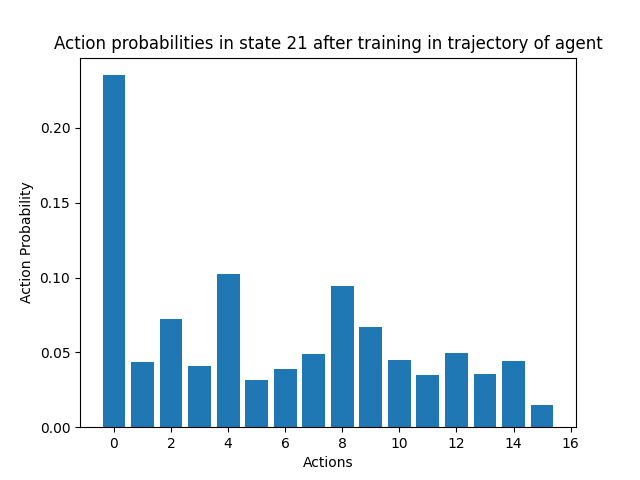 Action probabilities in state 21 after training in trajectory of agent
0.20
0.15
0.10
0.05
0.00
Action Probability
0 2 4 6 8 10 12 14 16
Actions